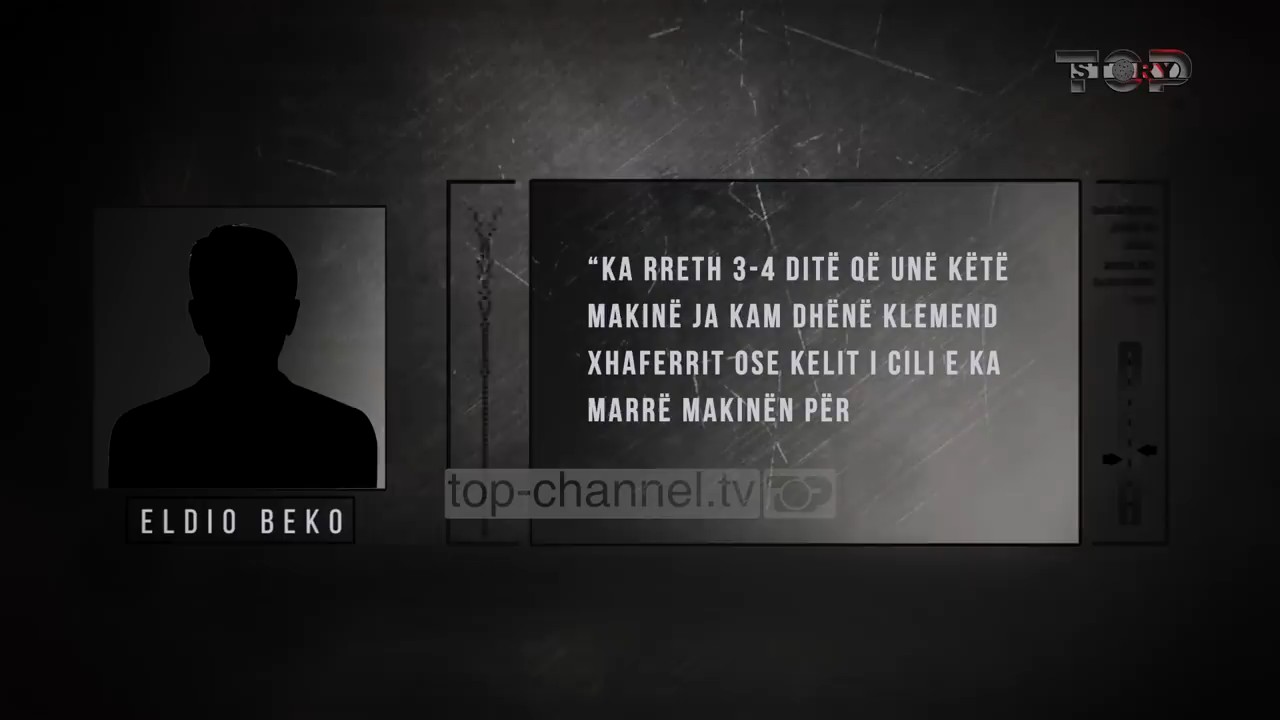 TOP STORY
“KA RRETH 3-4 DITË QË UNË KËTË
MAKINË JA KAM DHËNË KLEMEND
XHAFERRIT OSE KELIT I CILI E KA
MARRË MAKINËN PËR
top-channel.tv TOP
ELDIO BEKO